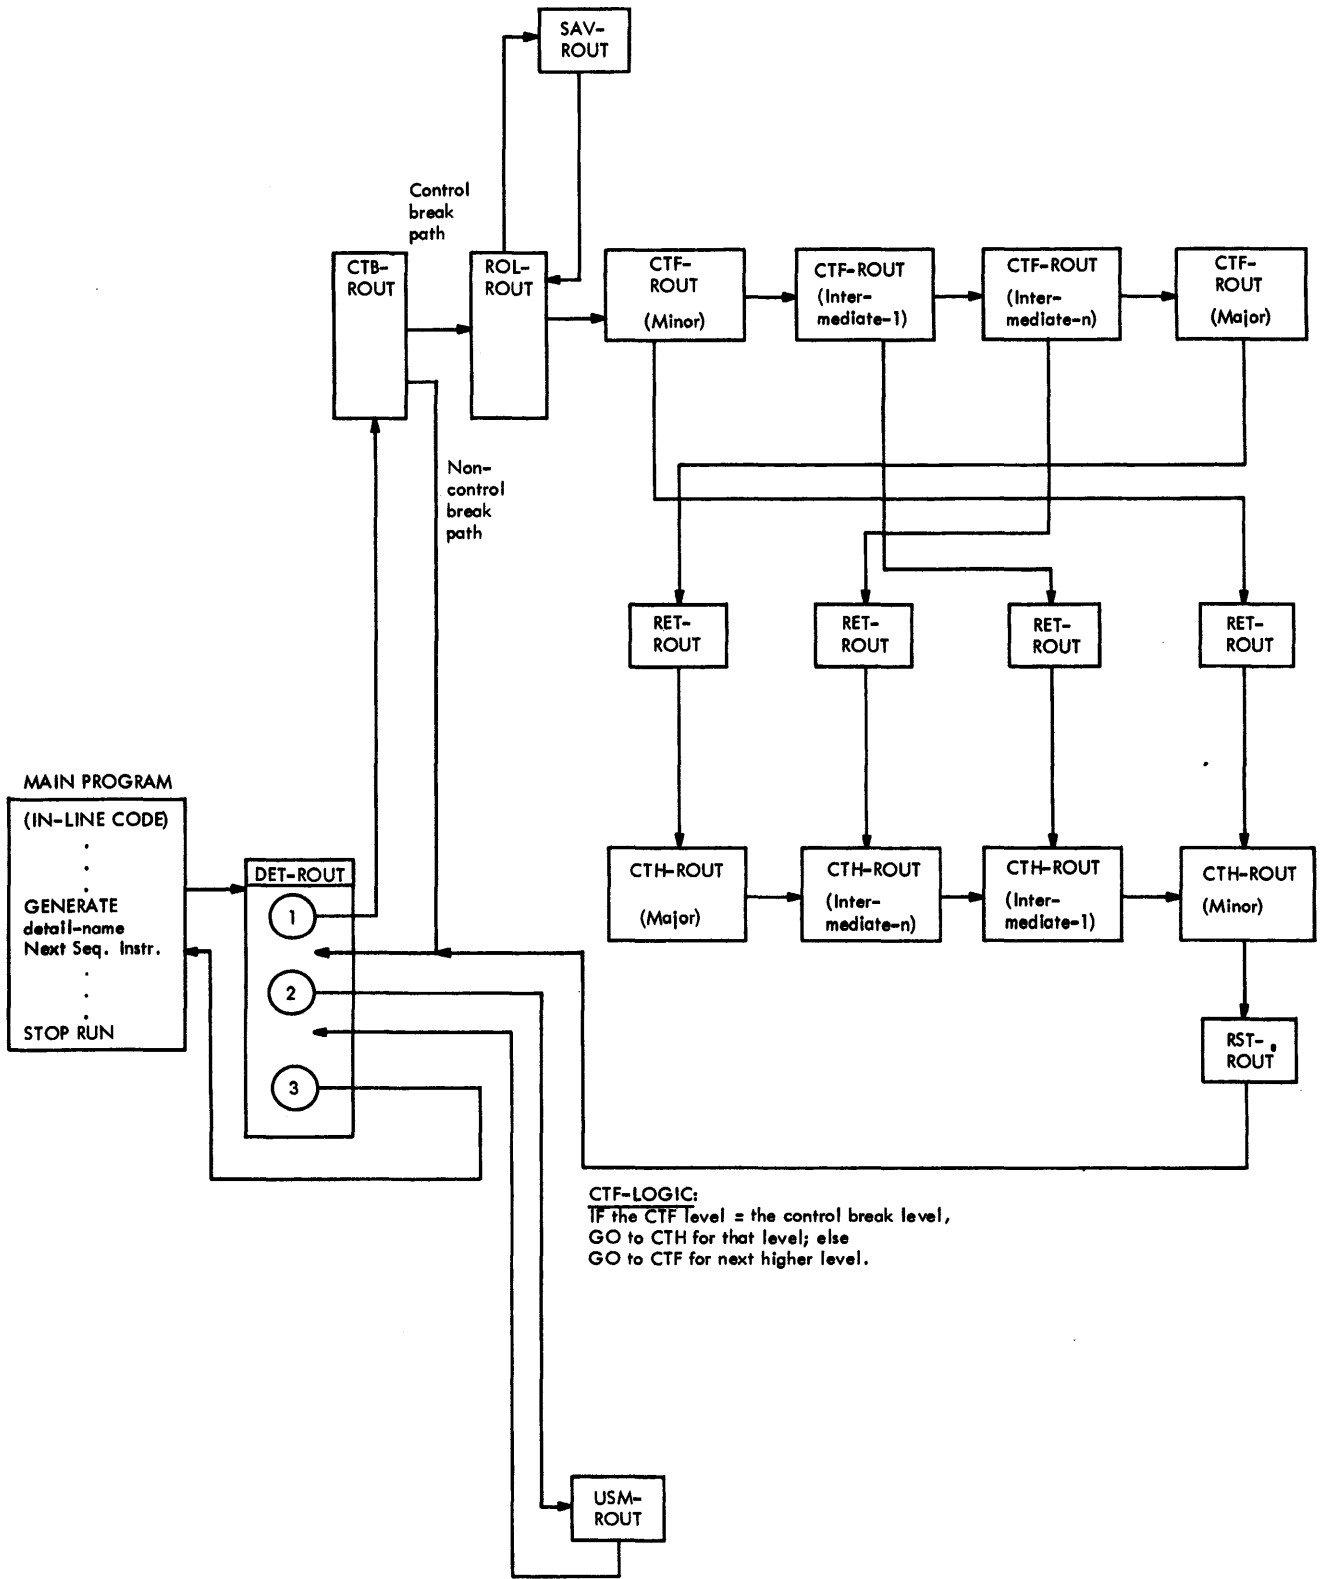 SAV-
ROUT
Control
break
path
CTB-
ROUT
ROL-
ROUT
CTF-
ROUT
(Minor)
CTF-ROUT
(Inter-
mediate-1)
CTF-ROUT
(Inter-
mediate-n)
CTF-
ROUT
(Major)
Non-
control
break
path
RET-
ROUT
RET-
ROUT
RET-
ROUT
RET-
ROUT
MAIN PROGRAM
(IN-LINE CODE)
.
.
.
GENERATE
detail-name
Next Seq. Instr.
.
.
.
STOP RUN
DET-ROUT
1
2
3
CTH-ROUT
(Major)
CTH-ROUT
(Inter-
mediate-n)
CTH-ROUT
(Inter-
mediate-1)
CTH-ROUT
(Minor)
RST-
ROUT
CTF-LOGIC:
IF the CTF level = the control break level,
GO to CTH for that level; else
GO to CTF for next higher level.
USM-
ROUT